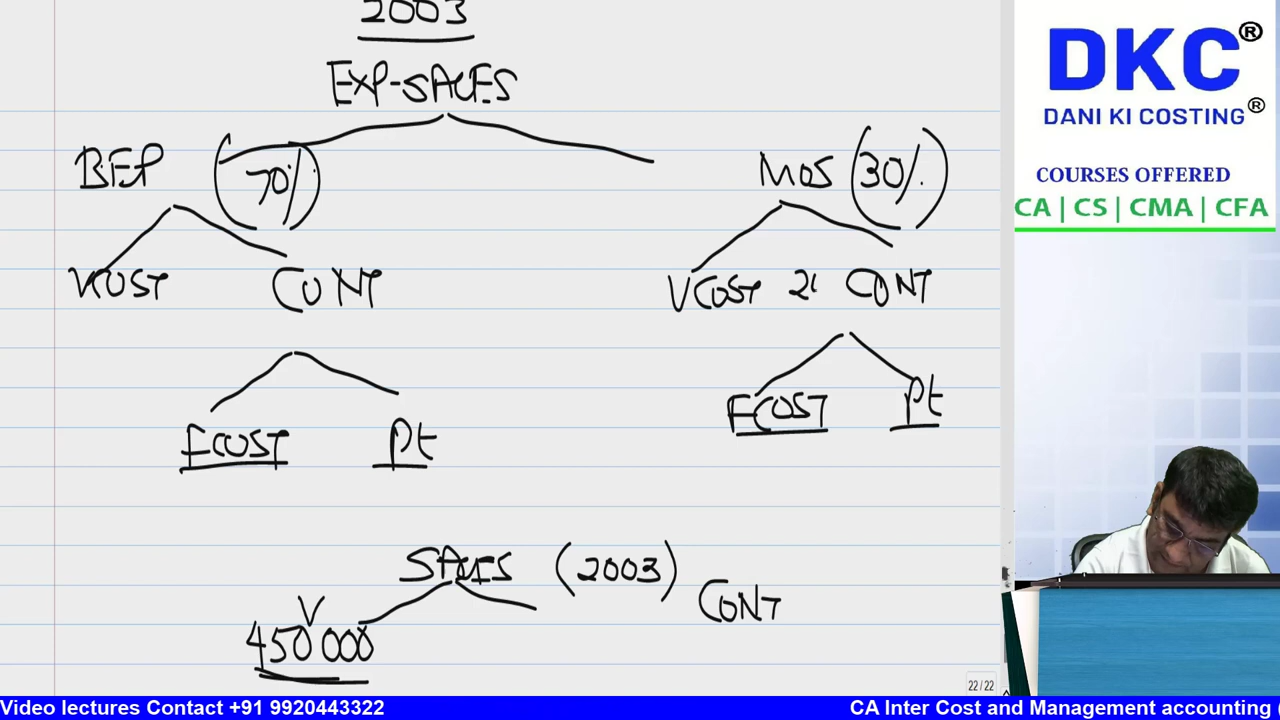 2003
EXP-SALES
BEP (70%)
MOS (30%)
VCOST CONT
VCOST & CONT
FCOST Pt
FCOST Pt
SALES (2003)
V
450000
CONT
22/22
DKC®
DANI KI COSTING®
COURSES OFFERED
CA | CS | CMA | CFA
Video lectures Contact +91 9920443322
CA Inter Cost and Management accounting (